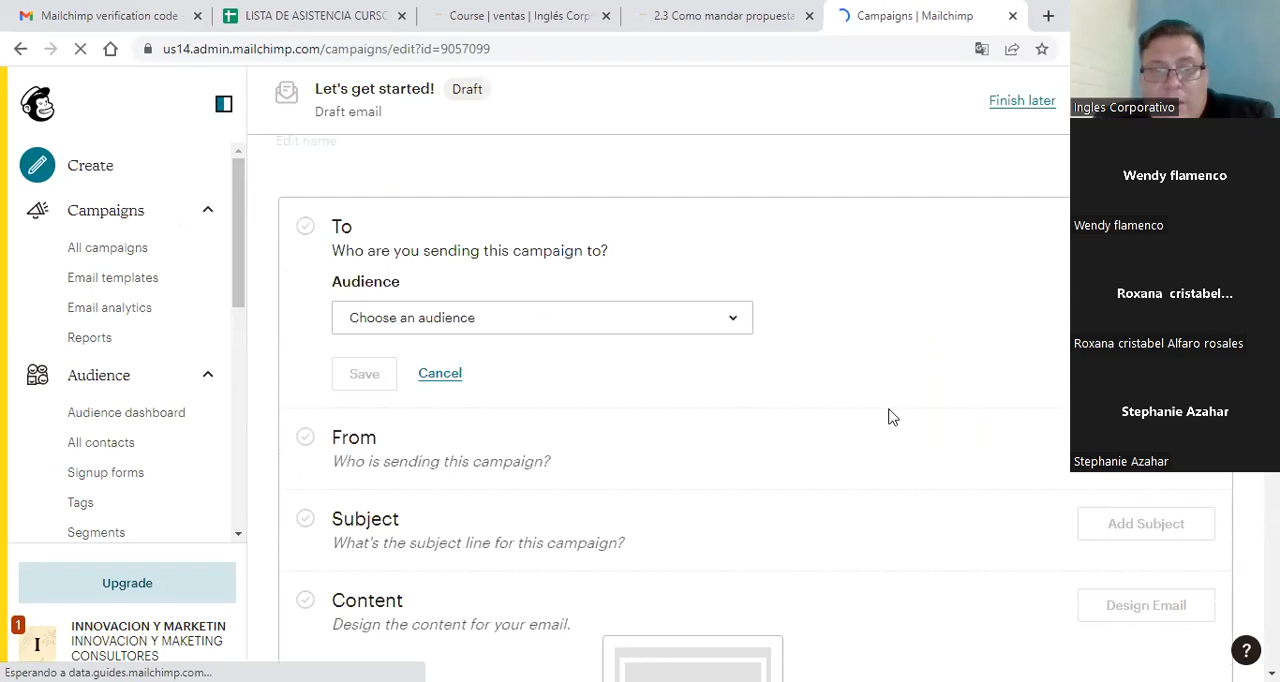 Mailchimp verification code
LISTA DE ASISTENCIA CURSO
Course | ventas | Inglés Corp
2.3 Como mandar propuesta
Campaigns | Mailchimp
us14.admin.mailchimp.com/campaigns/edit?id=9057099
Let's get started!
Draft
Draft email
Finish later
Edit name
Create
Campaigns
All campaigns
Email templates
Email analytics
Reports
Audience
Audience dashboard
All contacts
Signup forms
Tags
Segments
Upgrade
1
I
INNOVACION Y MARKETIN
INNOVACION Y MAKETING
CONSULTORES
Esperando a data.guides.mailchimp.com...
To
Who are you sending this campaign to?
Audience
Choose an audience
Save
Cancel
From
Who is sending this campaign?
Subject
What's the subject line for this campaign?
Add Subject
Content
Design the content for your email.
Design Email
?
Ingles Corporativo
Wendy flamenco
Wendy flamenco
Roxana cristabel...
Roxana cristabel Alfaro rosales
Stephanie Azahar
Stephanie Azahar